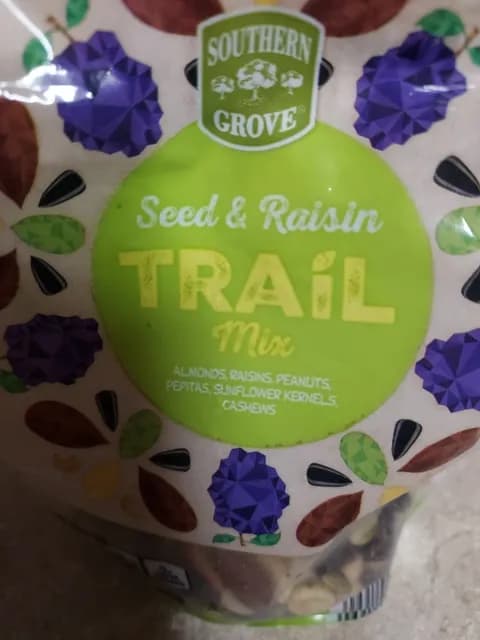 SOUTHERN
GROVE
Seed & Raisin
TRAiL
Mix
ALMONDS, RAISINS, PEANUTS,
PEPITAS, SUNFLOWER KERNELS,
CASHEWS